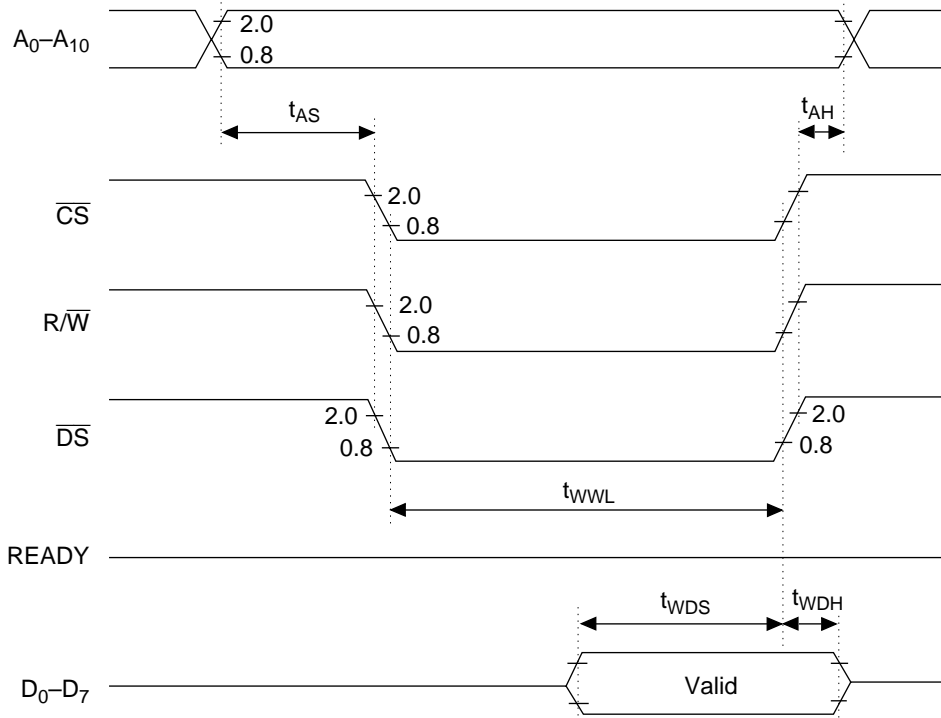 A0–A10
2.0
0.8
tAS
tAH
CS
2.0
0.8
R/W
2.0
0.8
DS
2.0
0.8
2.0
0.8
tWWL
READY
tWDS
tWDH
D0–D7
Valid